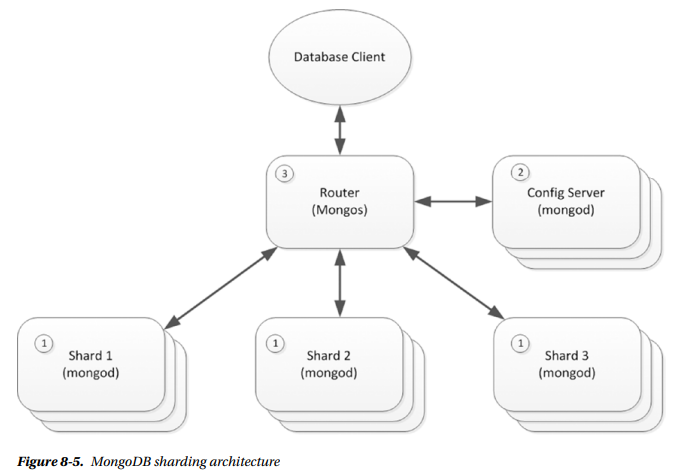 Database Client
3
Router
(Mongos)
2
Config Server
(mongod)
1
Shard 1
(mongod)
1
Shard 2
(mongod)
1
Shard 3
(mongod)
Figure 8-5. MongoDB sharding architecture